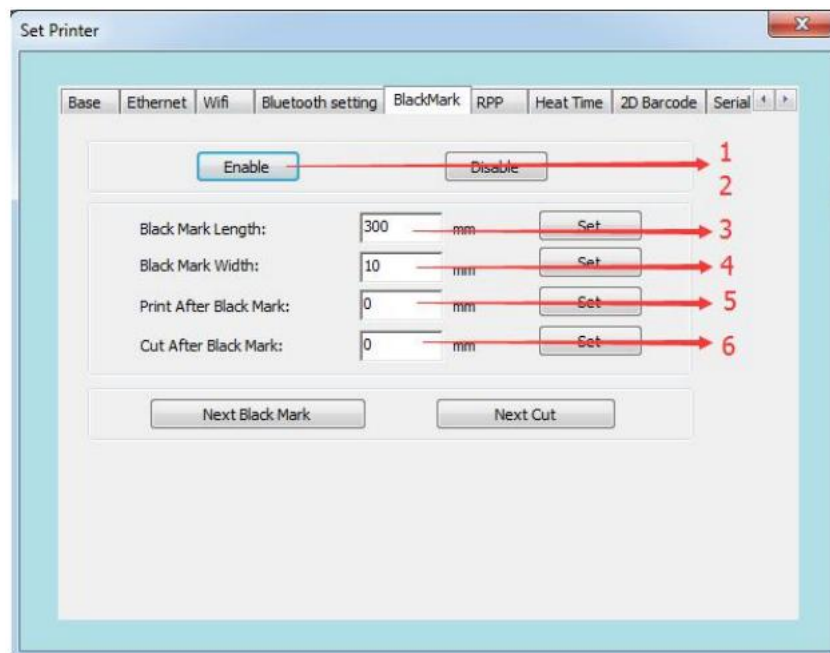 Set Printer
Base Ethernet Wifi Bluetooth setting BlackMark RPP Heat Time 2D Barcode Serial
Enable Disable 1
2
Black Mark Length: 300 mm Set 3
Black Mark Width: 10 mm Set 4
Print After Black Mark: 0 mm Set 5
Cut After Black Mark: 0 mm Set 6
Next Black Mark Next Cut